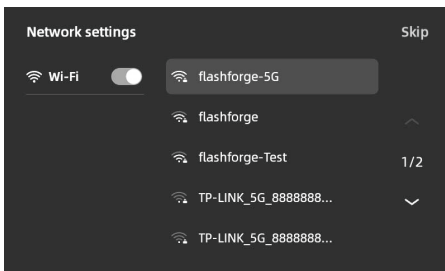 Network settings
Skip
Wi-Fi
flashforge-5G
flashforge
flashforge-Test
1/2
TP-LINK_5G_8888888...
TP-LINK_5G_8888888...